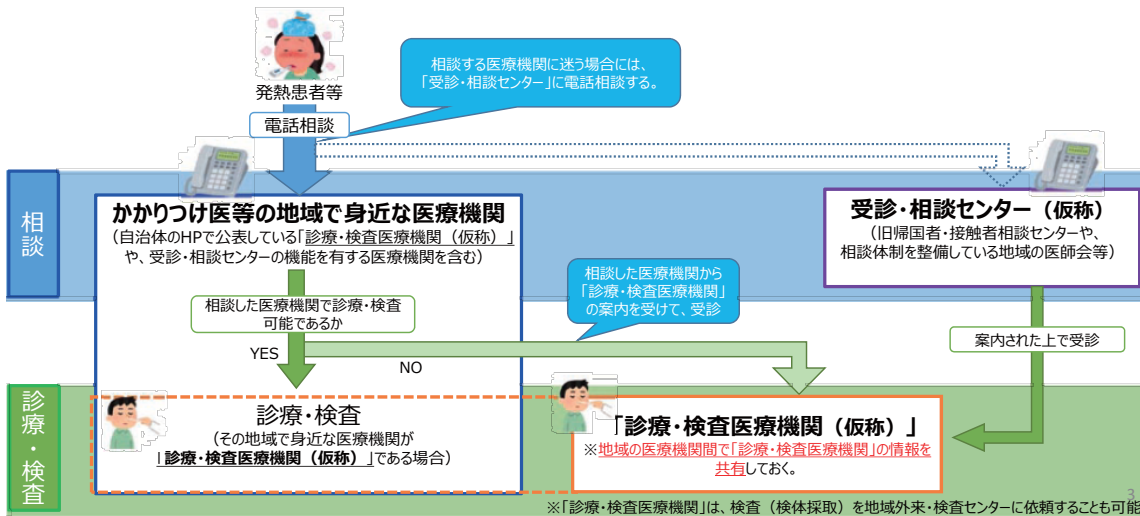 発熱患者等
電話相談
相談する医療機関に迷う場合には、
「受診・相談センター」に電話相談する。
相談
かかりつけ医等の地域で身近な医療機関
（自治体のHPで公表している「診療・検査医療機関（仮称）」
や、受診・相談センターの機能を有する医療機関を含む）
受診・相談センター（仮称）
（旧帰国者・接触者相談センターや、
相談体制を整備している地域の医師会等）
相談した医療機関で診療・検査
可能であるか
相談した医療機関から
「診療・検査医療機関」
の案内を受けて、受診
YES
NO
案内された上で受診
診療・検査
診療・検査
（その地域で身近な医療機関が
「診療・検査医療機関（仮称）」である場合）
「診療・検査医療機関（仮称）」
※地域の医療機関間で「診療・検査医療機関」の情報を
共有しておく。
3
※「診療・検査医療機関」は、検査（検体採取）を地域外来・検査センターに依頼することも可能